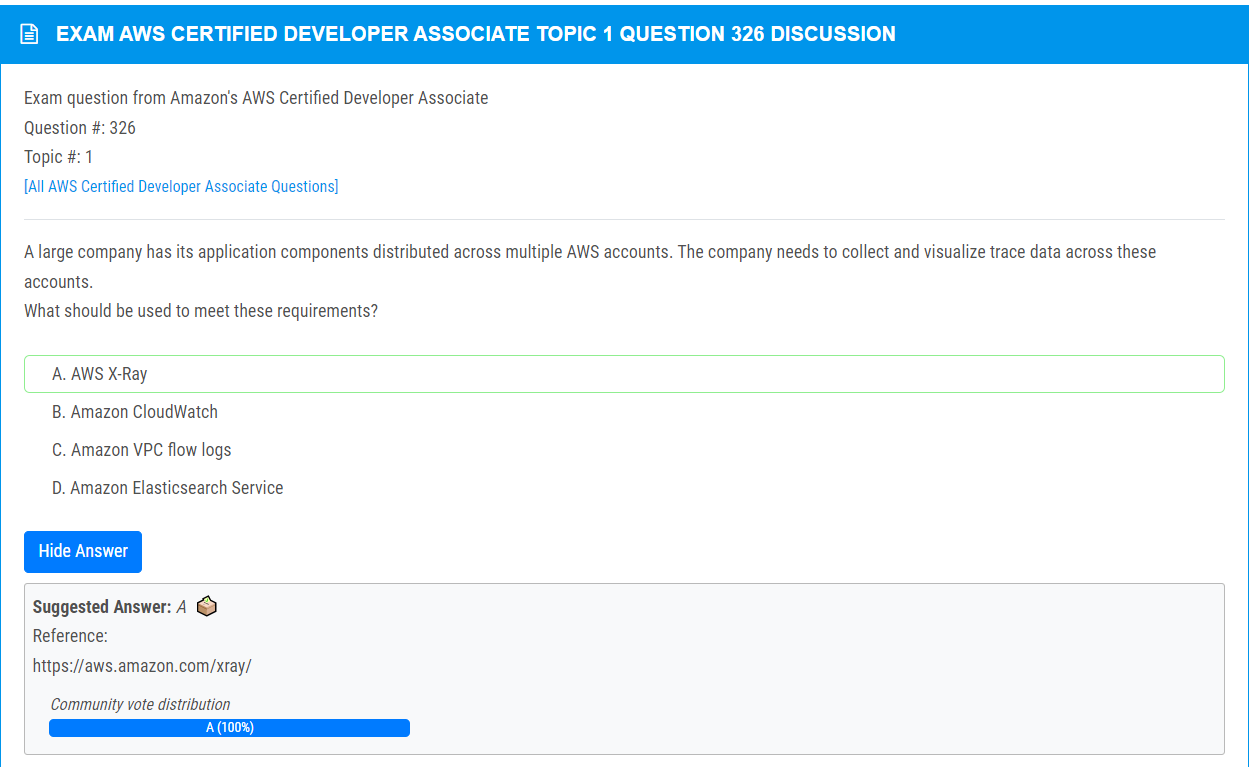 EXAM AWS CERTIFIED DEVELOPER ASSOCIATE TOPIC 1 QUESTION 326 DISCUSSION
Exam question from Amazon's AWS Certified Developer Associate
Question #: 326
Topic #: 1
[All AWS Certified Developer Associate Questions]
A large company has its application components distributed across multiple AWS accounts. The company needs to collect and visualize trace data across these
accounts.
What should be used to meet these requirements?
A. AWS X-Ray
B. Amazon CloudWatch
C. Amazon VPC flow logs
D. Amazon Elasticsearch Service
Hide Answer
Suggested Answer: A
Reference:
https://aws.amazon.com/xray/
Community vote distribution
A (100%)